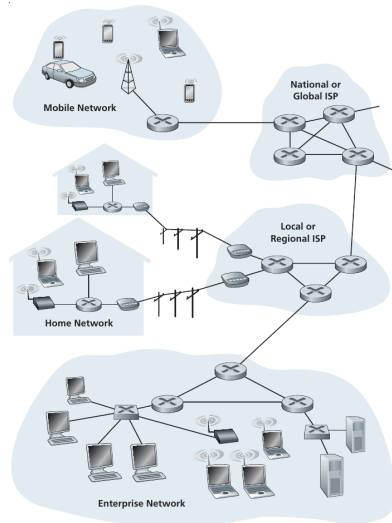 National or
Global ISP
Mobile Network
Local or
Regional ISP
Home Network
Enterprise Network